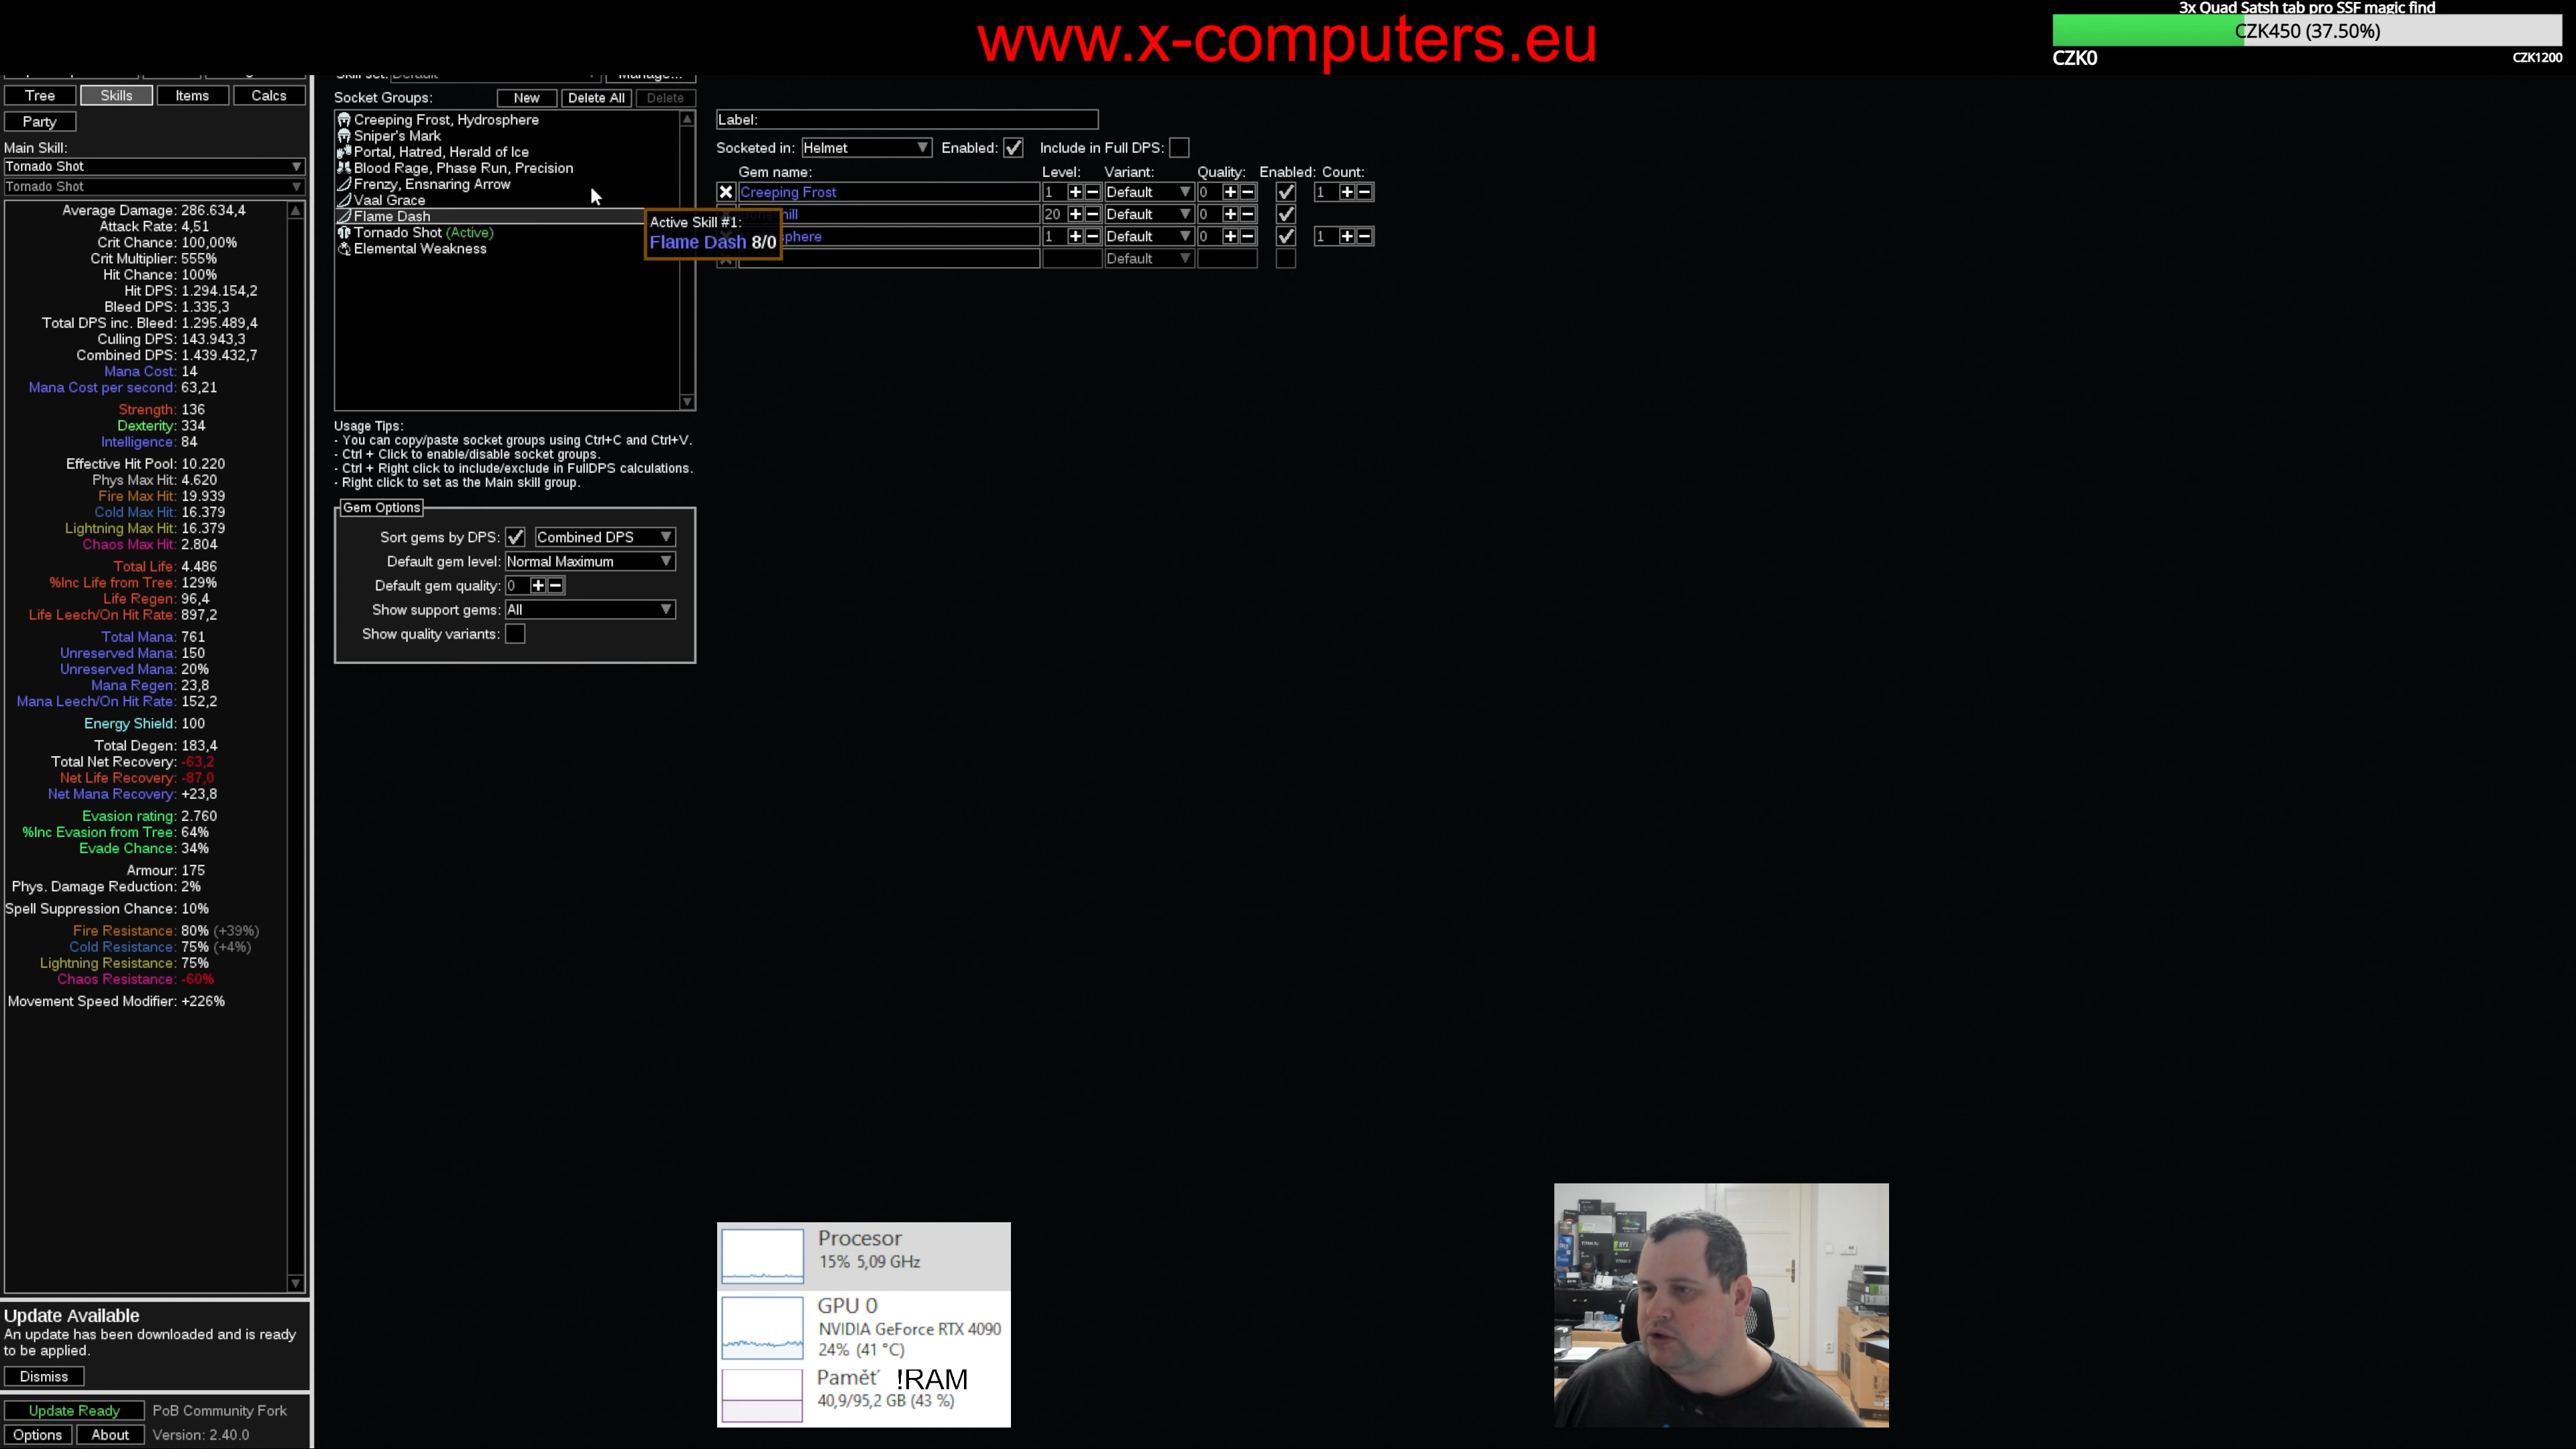 www.x-computers.eu
3x Quad Satsh tab pro SSF magic find
CZK450 (37.50%)
CZK0
CZK1200
Tree
Skills
Items
Calcs
Party
Main Skill:
Tornado Shot
Tornado Shot
Average Damage: 286.634,4
Attack Rate: 4,51
Crit Chance: 100,00%
Crit Multiplier: 555%
Hit Chance: 100%
Hit DPS: 1.294.154,2
Bleed DPS: 1.335,3
Total DPS inc. Bleed: 1.295.489,4
Culling DPS: 143.943,3
Combined DPS: 1.439.432,7
Mana Cost: 14
Mana Cost per second: 63,21
Strength: 136
Dexterity: 334
Intelligence: 84
Effective Hit Pool: 10.220
Phys Max Hit: 4.620
Fire Max Hit: 19.939
Cold Max Hit: 16.379
Lightning Max Hit: 16.379
Chaos Max Hit: 2.804
Total Life: 4.486
%Inc Life from Tree: 129%
Life Regen: 96,4
Life Leech/On Hit Rate: 897,2
Total Mana: 761
Unreserved Mana: 150
Unreserved Mana: 20%
Mana Regen: 23,8
Mana Leech/On Hit Rate: 152,2
Energy Shield: 100
Total Degen: 183,4
Total Net Recovery: -63,2
Net Life Recovery: -87,0
Net Mana Recovery: +23,8
Evasion rating: 2.760
%Inc Evasion from Tree: 64%
Evade Chance: 34%
Armour: 175
Phys. Damage Reduction: 2%
Spell Suppression Chance: 10%
Fire Resistance: 80% (+39%)
Cold Resistance: 75% (+4%)
Lightning Resistance: 75%
Chaos Resistance: -60%
Movement Speed Modifier: +226%
Update Available
An update has been downloaded and is ready
to be applied.
Dismiss
Update Ready
PoB Community Fork
Options
About
Version: 2.40.0
Skill set: Default
Manage...
Socket Groups:
New
Delete All
Delete
Creeping Frost, Hydrosphere
Sniper's Mark
Portal, Hatred, Herald of Ice
Blood Rage, Phase Run, Precision
Frenzy, Ensnaring Arrow
Vaal Grace
Flame Dash
Tornado Shot (Active)
Elemental Weakness
Active Skill #1:
Flame Dash 8/0
Usage Tips:
- You can copy/paste socket groups using Ctrl+C and Ctrl+V.
- Ctrl + Click to enable/disable socket groups.
- Ctrl + Right click to include/exclude in FullDPS calculations.
- Right click to set as the Main skill group.
Gem Options
Sort gems by DPS:
Combined DPS
Default gem level: Normal Maximum
Default gem quality: 0
Show support gems: All
Show quality variants:
Label:
Socketed in: Helmet
Enabled:
Include in Full DPS:
Gem name:
Level:
Variant:
Quality:
Enabled:
Count:
Creeping Frost
1
Default
0
1
hill
20
Default
0
sphere
1
Default
0
1
Default
Procesor
15% 5,09 GHz
GPU 0
NVIDIA GeForce RTX 4090
24% (41 °C)
Paměť
!RAM
40,9/95,2 GB (43 %)